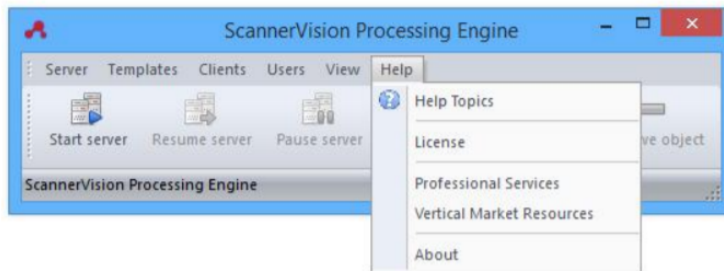 ScannerVision Processing Engine
Server Templates Clients Users View Help
Start server Resume server Pause server ve object
ScannerVision Processing Engine
Help Topics
License
Professional Services
Vertical Market Resources
About